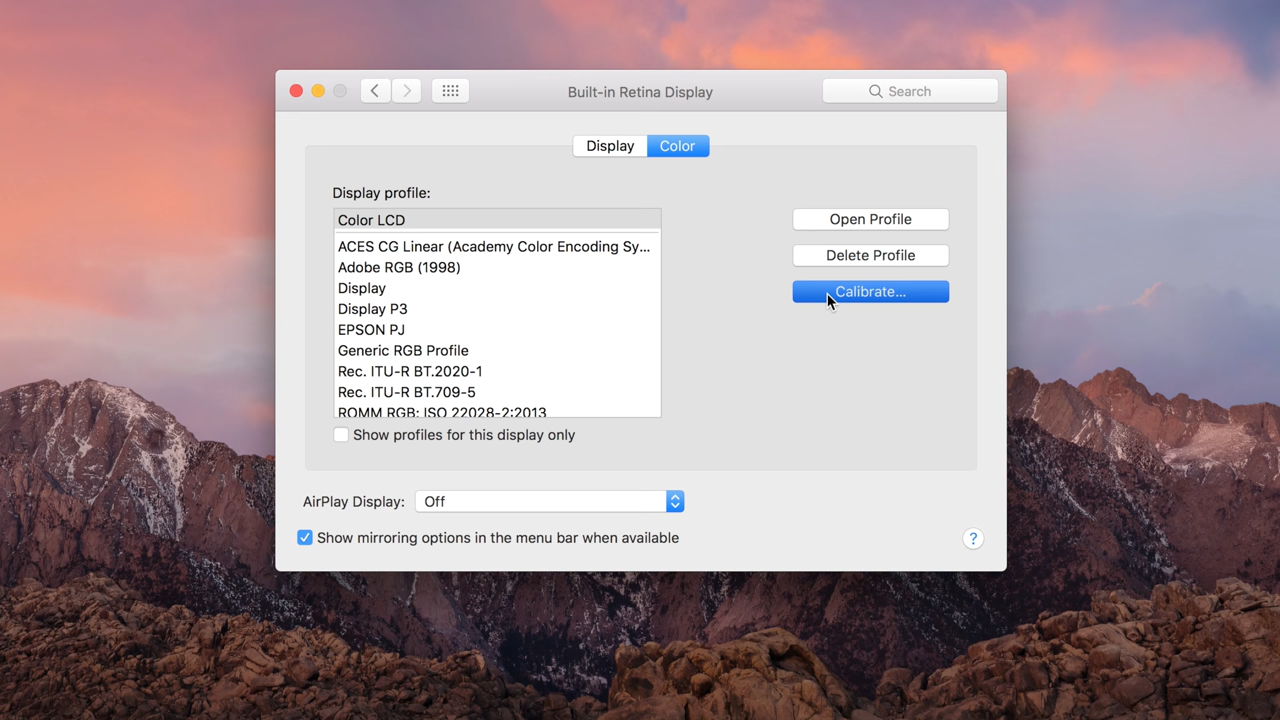 Built-in Retina Display
Search
Display
Color
Display profile:
Color LCD
ACES CG Linear (Academy Color Encoding Sy...
Adobe RGB (1998)
Display
Display P3
EPSON PJ
Generic RGB Profile
Rec. ITU-R BT.2020-1
Rec. ITU-R BT.709-5
ROMM RGB: ISO 22028-2:2013
Show profiles for this display only
Open Profile
Delete Profile
Calibrate...
AirPlay Display:
Off
Show mirroring options in the menu bar when available
?